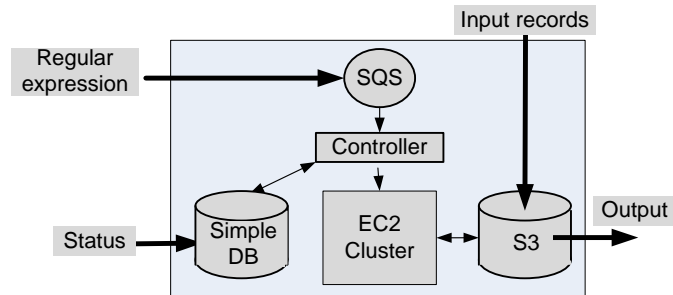 Input records
Regular
expression
SQS
Controller
Simple
DB
EC2
Cluster
S3
Output
Status